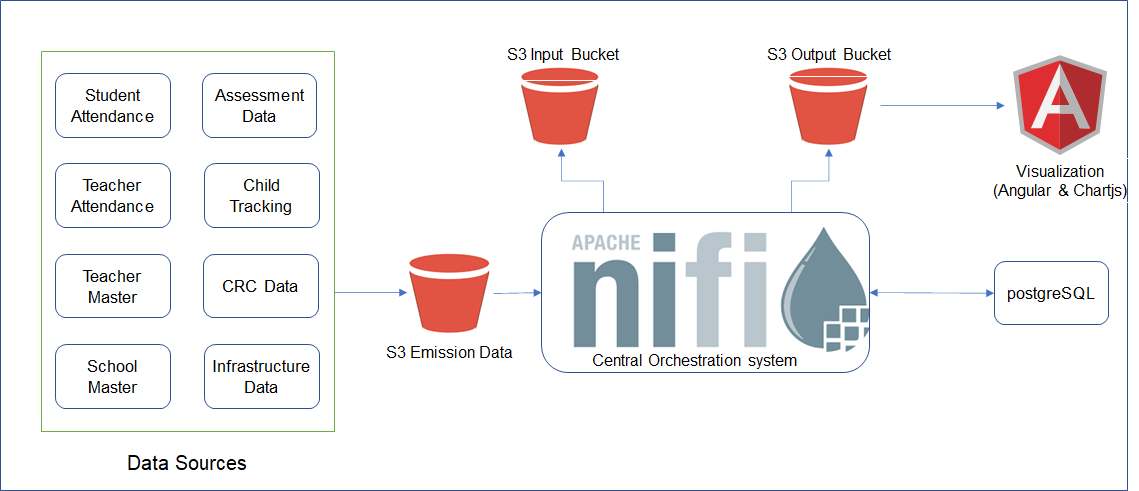 S3 Input Bucket
S3 Output Bucket
Student
Attendance
Assessment
Data
Teacher
Attendance
Child
Tracking
Teacher
Master
CRC Data
School
Master
Infrastructure
Data
Data Sources
S3 Emission Data
APACHE
nifi
Central Orchestration system
A
Visualization
(Angular & Chartjs)
postgreSQL